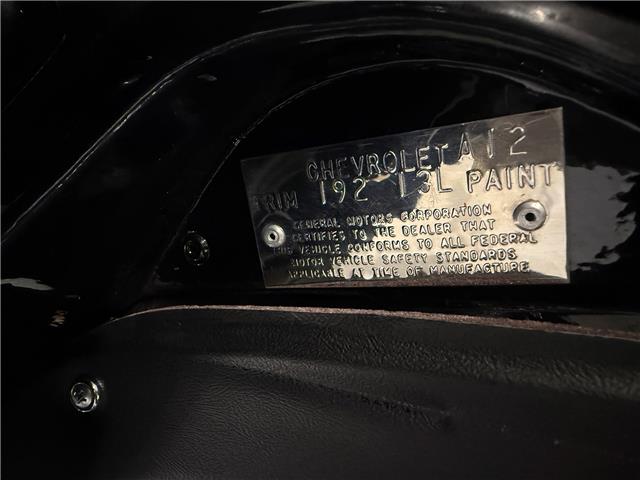 CHEVROLET A12
TRIM 192 13L PAINT
GENERAL MOTORS CORPORATION
CERTIFIES TO THE DEALER THAT
THIS VEHICLE CONFORMS TO ALL FEDERAL
MOTOR VEHICLE SAFETY STANDARDS
APPLICABLE AT TIME OF MANUFACTURE